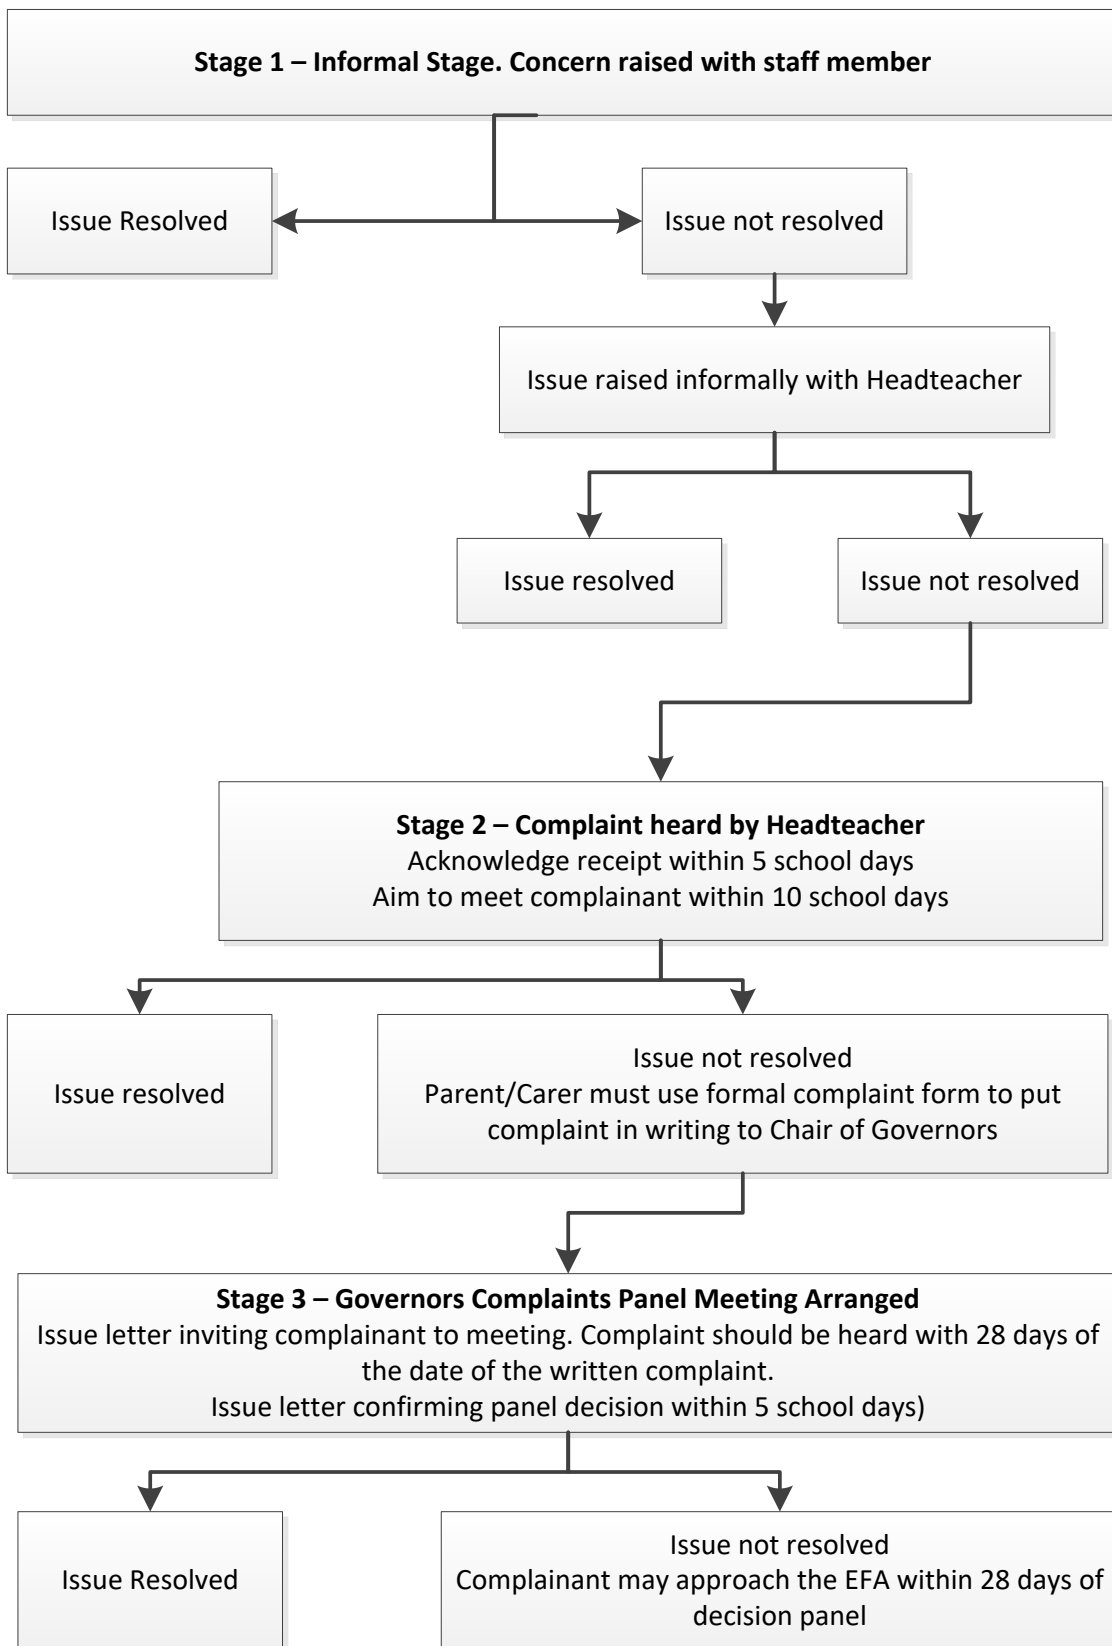 Stage 1 – Informal Stage. Concern raised with staff member
Issue Resolved
Issue not resolved
Issue raised informally with Headteacher
Issue resolved
Issue not resolved
Stage 2 – Complaint heard by Headteacher
Acknowledge receipt within 5 school days
Aim to meet complainant within 10 school days
Issue resolved
Issue not resolved
Parent/Carer must use formal complaint form to put
complaint in writing to Chair of Governors
Stage 3 – Governors Complaints Panel Meeting Arranged
Issue letter inviting complainant to meeting. Complaint should be heard with 28 days of
the date of the written complaint.
Issue letter confirming panel decision within 5 school days)
Issue Resolved
Issue not resolved
Complainant may approach the EFA within 28 days of
decision panel